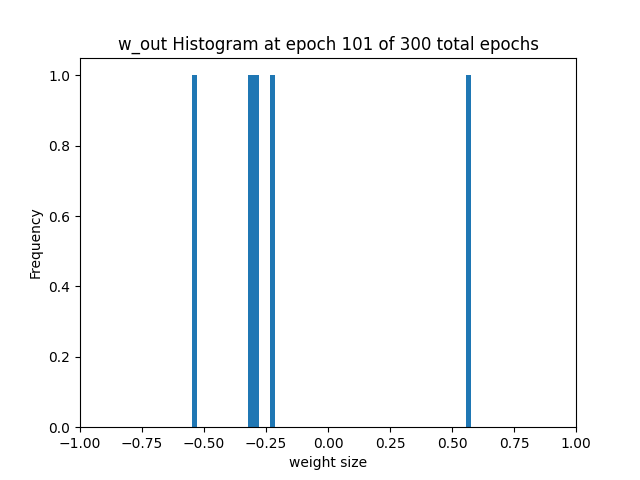 w_out Histogram at epoch 101 of 300 total epochs
Frequency
1.0
0.8
0.6
0.4
0.2
0.0
−1.00 −0.75 −0.50 −0.25 0.00 0.25 0.50 0.75 1.00
weight size